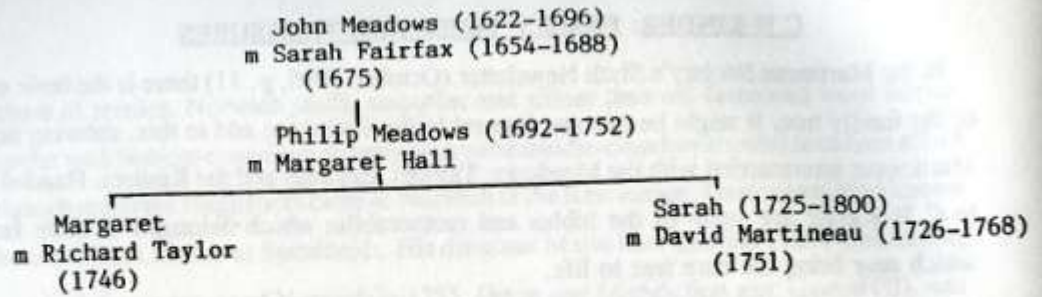 John Meadows (1622-1696)
m Sarah Fairfax (1654-1688)
(1675)
Philip Meadows (1692-1752)
m Margaret Hall
Margaret
m Richard Taylor
(1746)
Sarah (1725-1800)
m David Martineau (1726-1768)
(1751)